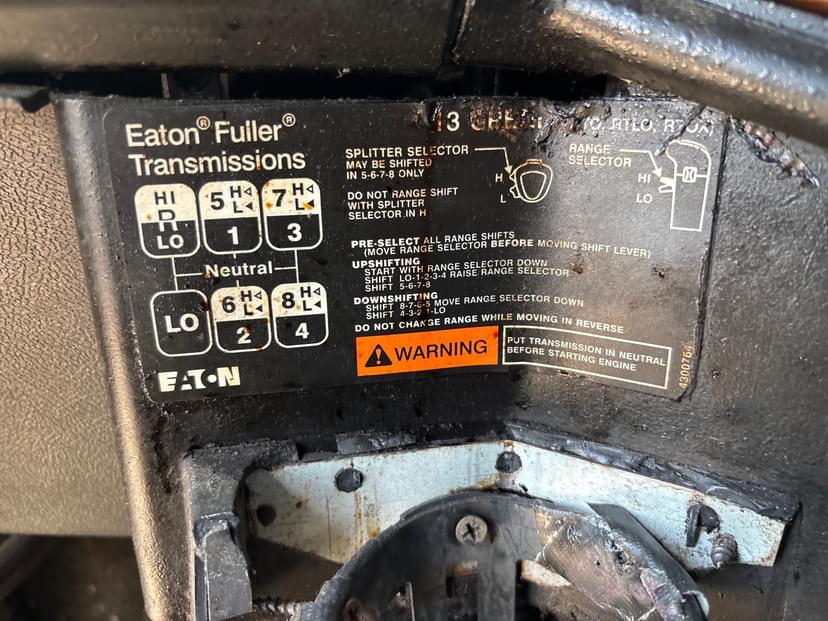 Eaton® Fuller®
Transmissions
13
RTLO, RTOX)
SPLITTER SELECTOR
MAY BE SHIFTED
IN 5-6-7-8 ONLY
H
L
RANGE
SELECTOR
HI
LO
DO NOT RANGE SHIFT
WITH SPLITTER
SELECTOR IN H
HI
R
LO
5 H
L
1
7 H
L
3
Neutral
LO
6 H
L
2
8 H
L
4
PRE-SELECT ALL RANGE SHIFTS
(MOVE RANGE SELECTOR BEFORE MOVING SHIFT LEVER)
UPSHIFTING
START WITH RANGE SELECTOR DOWN
SHIFT LO-1-2-3-4 RAISE RANGE SELECTOR
SHIFT 5-6-7-8
DOWNSHIFTING
SHIFT 8-7-6-5 MOVE RANGE SELECTOR DOWN
SHIFT 4-3-2-1-LO
DO NOT CHANGE RANGE WHILE MOVING IN REVERSE
WARNING
PUT TRANSMISSION IN NEUTRAL
BEFORE STARTING ENGINE
4300764
EATON